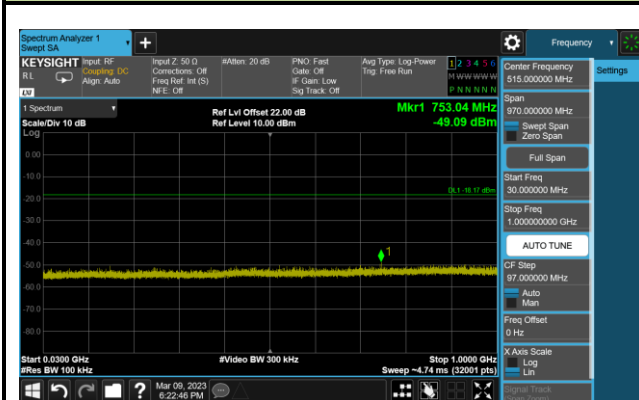 Spectrum Analyzer 1
Swept SA
+
Frequency
KEYSIGHT
RL
Input: RF
Coupling: DC
Align: Auto
Input Z: 50 Ω
Corrections: Off
Freq Ref: Int (S)
NFE: Off
#Atten: 20 dB
PNO: Fast
Gate: Off
IF Gain: Low
Sig Track: Off
Avg Type: Log-Power
Trig: Free Run
1 2 3 4 5 6
M W W W W W
P N N N N N
LXI
1 Spectrum
Scale/Div 10 dB
Log
Ref Lvl Offset 22.00 dB
Ref Level 10.00 dBm
Mkr1 753.04 MHz
-49.09 dBm
0.00
-10.0
DL1 -18.17 dBm
-20.0
-30.0
-40.0
1
-50.0
-60.0
-70.0
-80.0
Start 0.0300 GHz
#Res BW 100 kHz
#Video BW 300 kHz
Stop 1.0000 GHz
Sweep ~4.74 ms (32001 pts)
Mar 09, 2023
6:22:46 PM
?
Center Frequency
515.000000 MHz
Settings
Span
970.000000 MHz
Swept Span
Zero Span
Full Span
Start Freq
30.000000 MHz
Stop Freq
1.000000000 GHz
AUTO TUNE
CF Step
97.000000 MHz
Auto
Man
Freq Offset
0 Hz
X Axis Scale
Log
Lin
Signal Track
(Span Zoom)